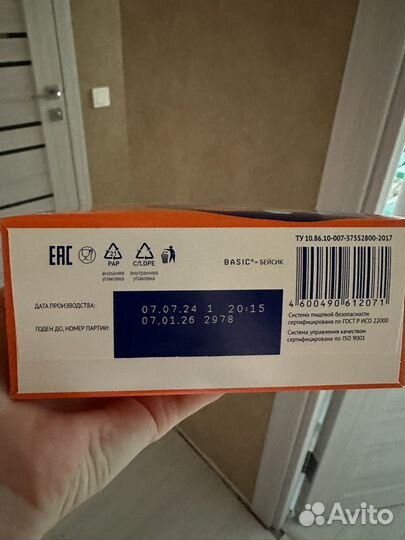 ТУ 10.86.10-007-37552800-2017
EAC
21
PAP
C/LDPE
внешняя
упаковка
внутренняя
упаковка
BASIC® - БЕЙСИК
4 600490 612071
ДАТА ПРОИЗВОДСТВА:
07.07.24 1 20:15
ГОДЕН ДО, НОМЕР ПАРТИИ:
07.01.26 2978
Система пищевой безопасности
сертифицирована по ГОСТ Р ИСО 22000
Система управления качеством
сертифицирована по ISO 9001
Avito